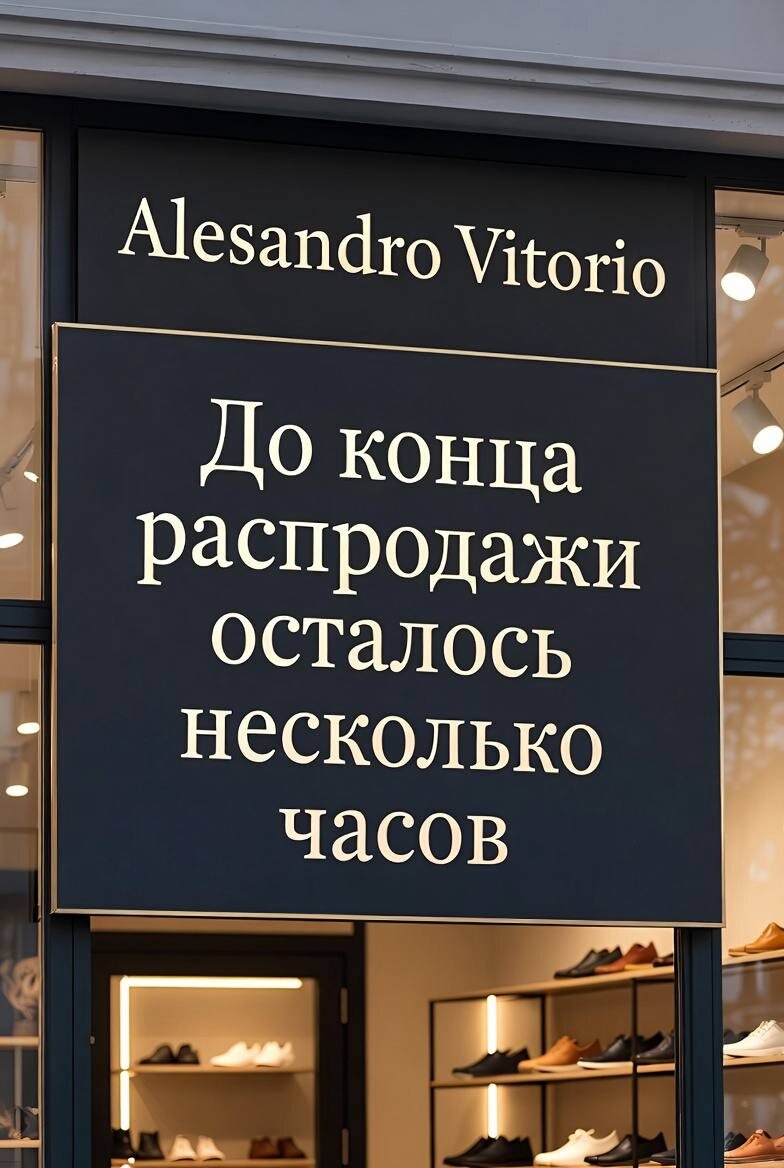 Alesandro Vitorio
До конца
распродажи
осталось
несколько
часов